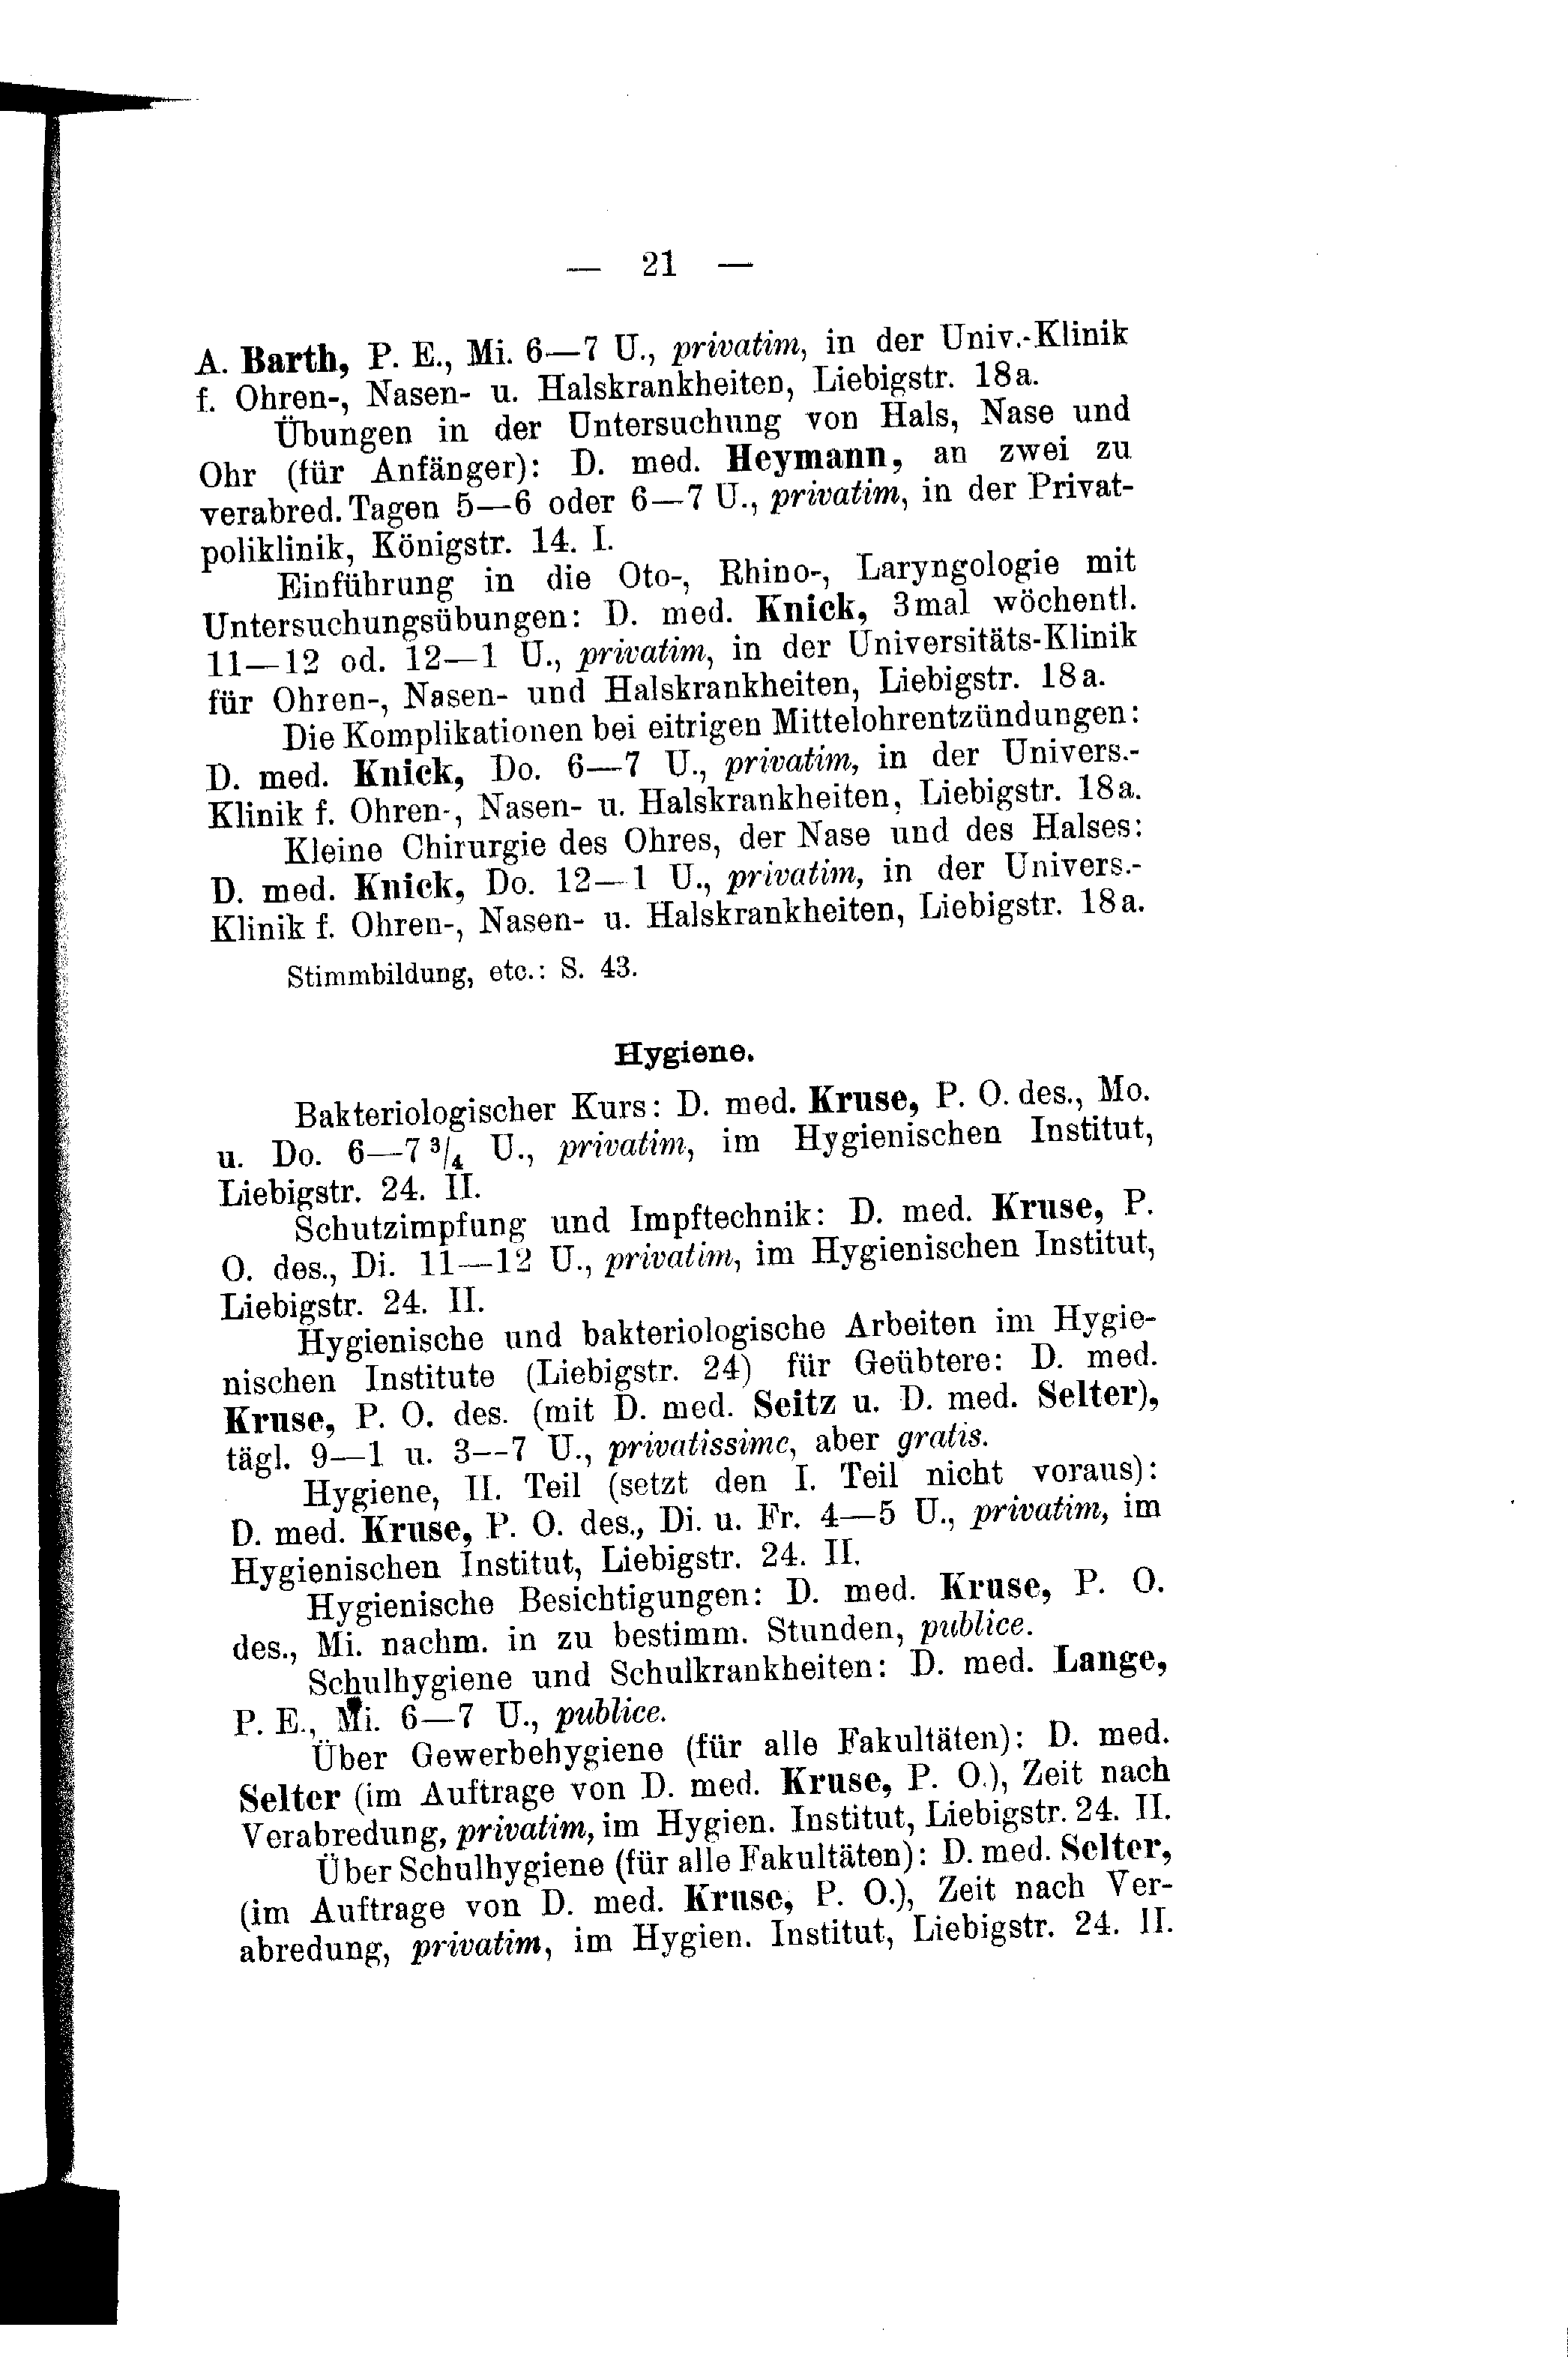 — 21 —
A. Barth, P. E., Mi. 6—7 U., privatim, in der Univ.-Klinik
f. Ohren-, Nasen- u. Halskrankheiten, Liebigstr. 18a.
Übungen in der Untersuchung von Hals, Nase und
Ohr (für Anfänger): D. med. Heymann, an zwei zu
verabred. Tagen 5—6 oder 6—7 U., privatim, in der Privat-
poliklinik, Königstr. 14. I.
Einführung in die Oto-, Rhino-, Laryngologie mit
Untersuchungsübungen: D. med. Knick, 3mal wöchentl.
11—12 od. 12—1 U., privatim, in der Universitäts-Klinik
für Ohren-, Nasen- und Halskrankheiten, Liebigstr. 18a.
Die Komplikationen bei eitrigen Mittelohrentzündungen:
D. med. Knick, Do. 6—7 U., privatim, in der Univers.-
Klinik f. Ohren-, Nasen- u. Halskrankheiten, Liebigstr. 18a.
Kleine Chirurgie des Ohres, der Nase und des Halses:
D. med. Knick, Do. 12—1 U., privatim, in der Univers.-
Klinik f. Ohren-, Nasen- u. Halskrankheiten, Liebigstr. 18a.
Stimmbildung, etc.: S. 43.
Hygiene.
Bakteriologischer Kurs: D. med. Kruse, P. O. des., Mo.
u. Do. 6—7 3/4 U., privatim, im Hygienischen Institut,
Liebigstr. 24. II.
Schutzimpfung und Impftechnik: D. med. Kruse, P.
O. des., Di. 11—12 U., privatim, im Hygienischen Institut,
Liebigstr. 24. II.
Hygienische und bakteriologische Arbeiten im Hygie-
nischen Institute (Liebigstr. 24) für Geübtere: D. med.
Kruse, P. O. des. (mit D. med. Seitz u. D. med. Selter),
tägl. 9—1 u. 3—7 U., privatissime, aber gratis.
Hygiene, II. Teil (setzt den I. Teil nicht voraus):
D. med. Kruse, P. O. des., Di. u. Fr. 4—5 U., privatim, im
Hygienischen Institut, Liebigstr. 24. II.
Hygienische Besichtigungen: D. med. Kruse, P. O.
des., Mi. nachm. in zu bestimm. Stunden, publice.
Schulhygiene und Schulkrankheiten: D. med. Lange,
P. E., Mi. 6—7 U., publice.
Über Gewerbehygiene (für alle Fakultäten): D. med.
Selter (im Auftrage von D. med. Kruse, P. O.), Zeit nach
Verabredung, privatim, im Hygien. Institut, Liebigstr. 24. II.
Über Schulhygiene (für alle Fakultäten): D. med. Selter,
(im Auftrage von D. med. Kruse, P. O.), Zeit nach Ver-
abredung, privatim, im Hygien. Institut, Liebigstr. 24. II.